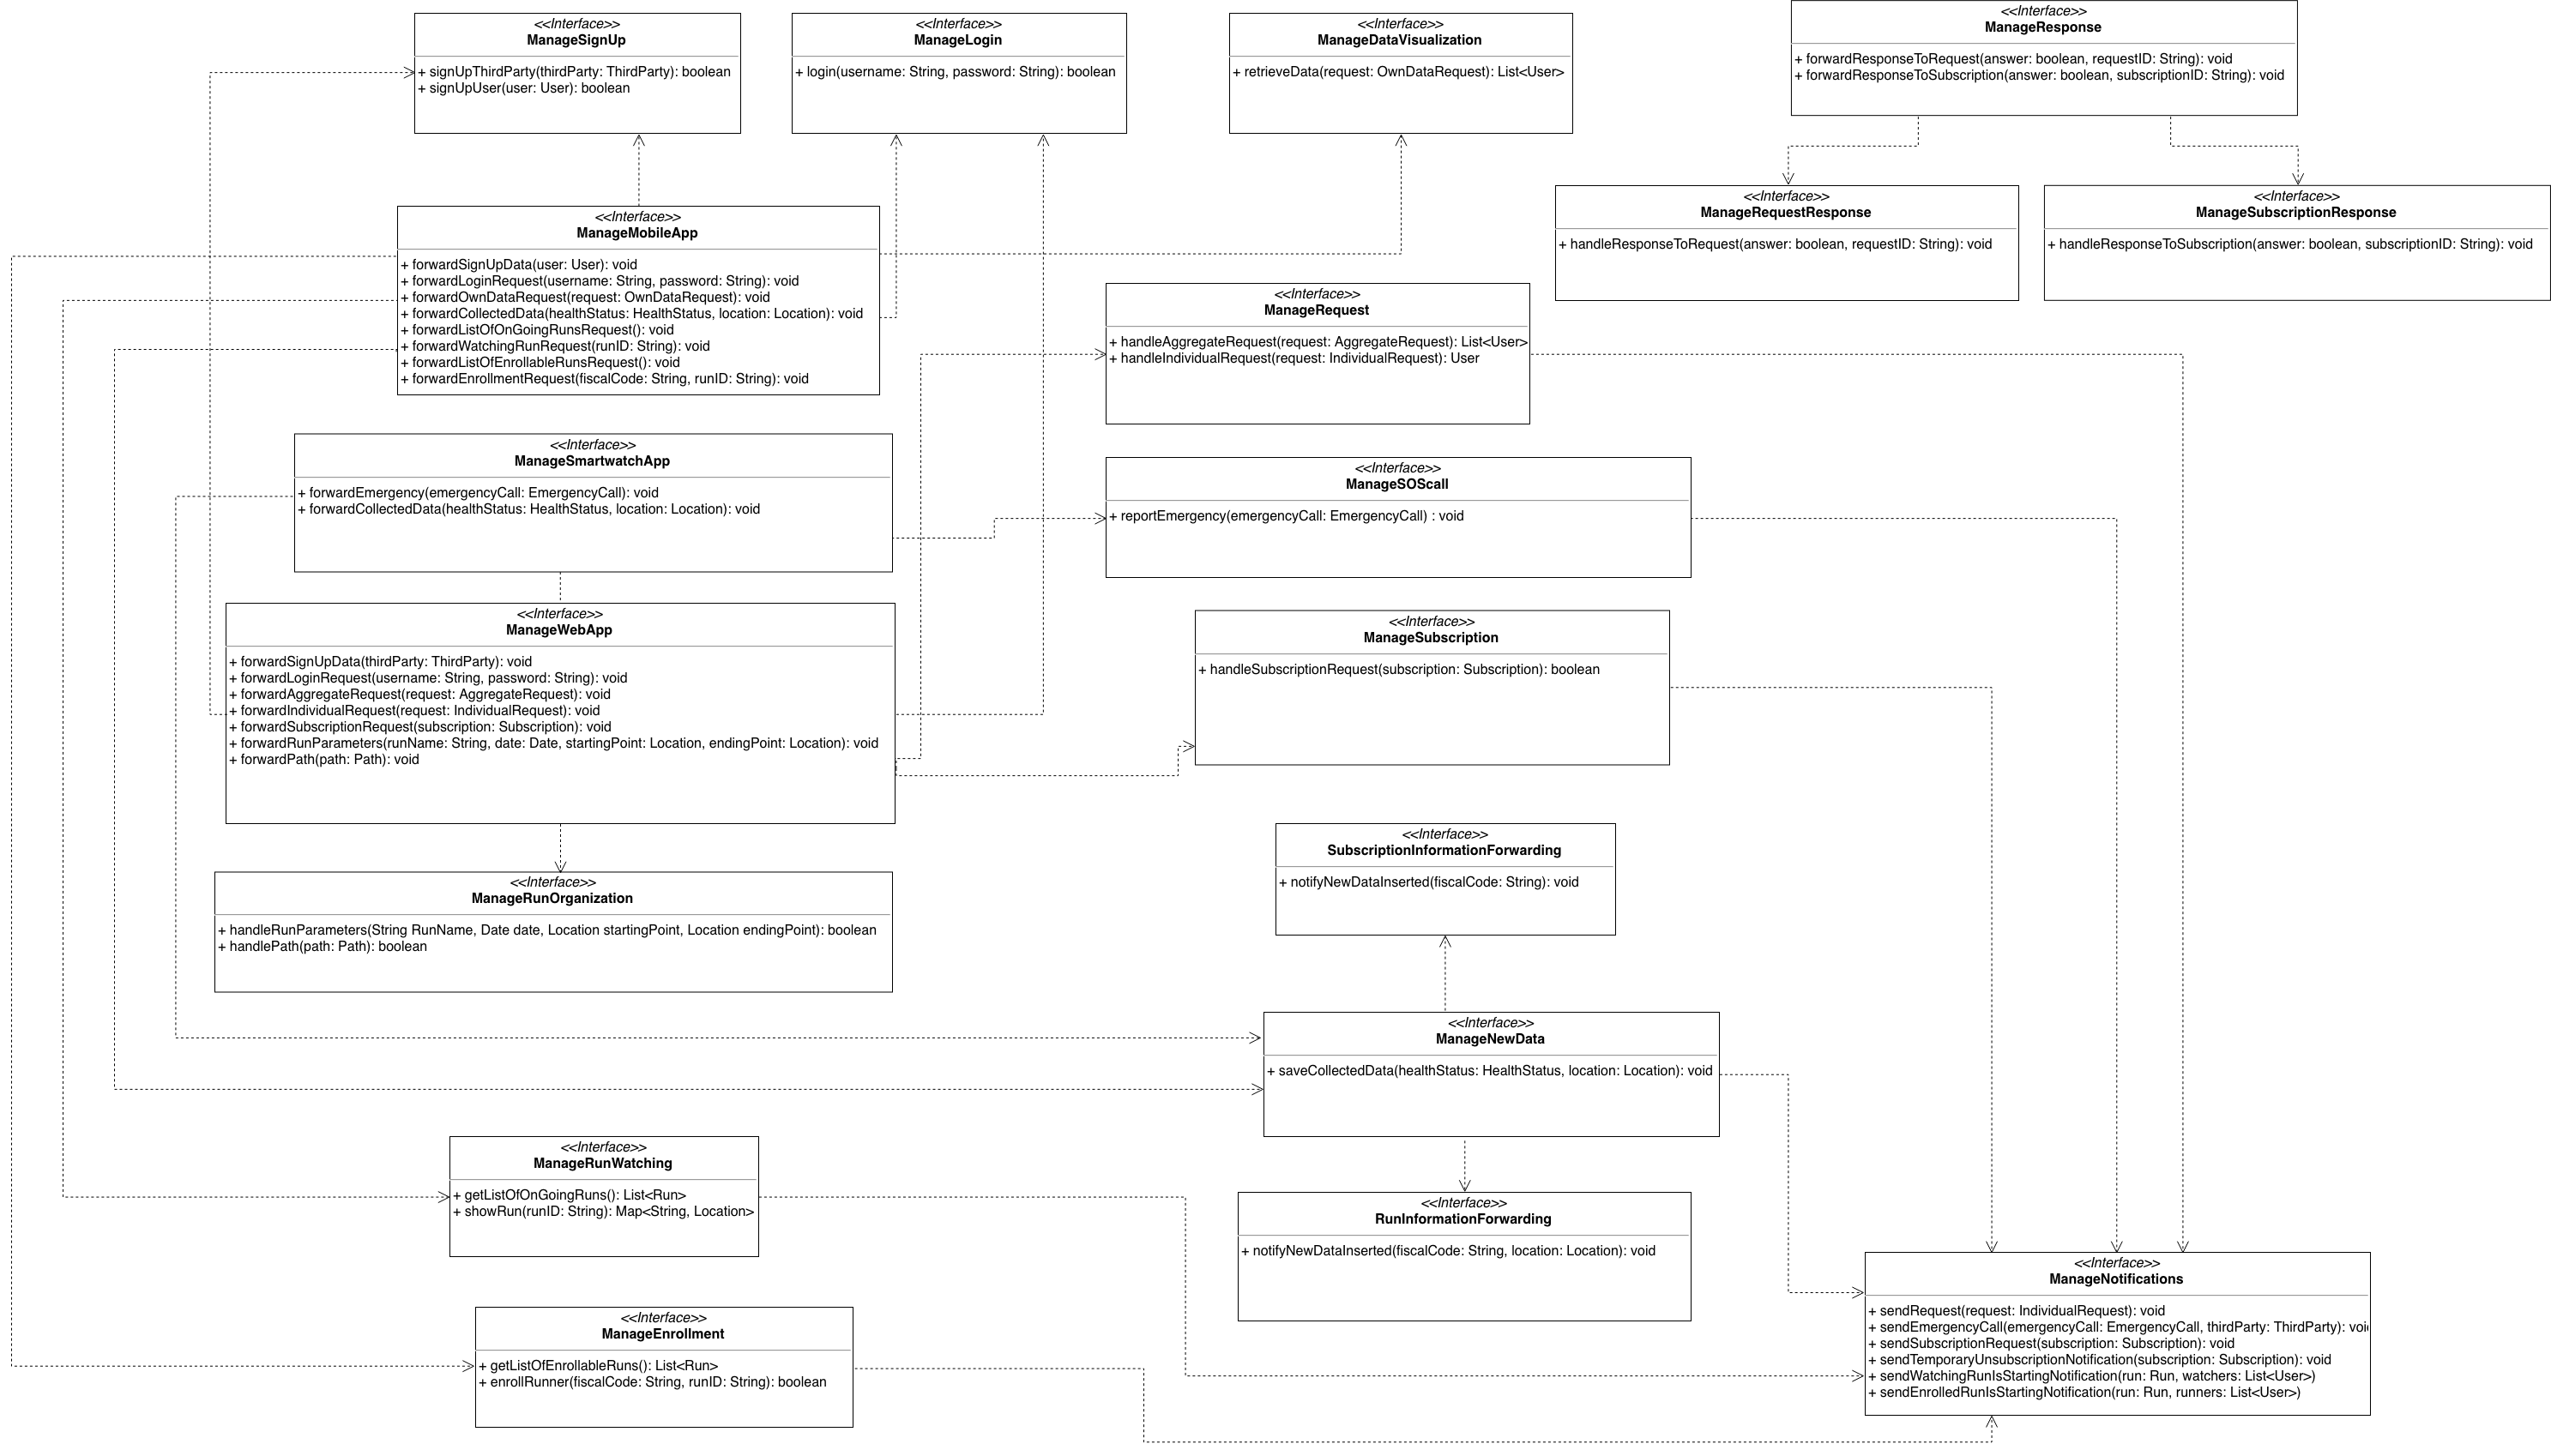 <<Interface>>
ManageSignUp
+ signUpThirdParty(thirdParty: ThirdParty): boolean
+ signUpUser(user: User): boolean
<<Interface>>
ManageLogin
+ login(username: String, password: String): boolean
<<Interface>>
ManageDataVisualization
+ retrieveData(request: OwnDataRequest): List<User>
<<Interface>>
ManageResponse
+ forwardResponseToRequest(answer: boolean, requestID: String): void
+ forwardResponseToSubscription(answer: boolean, subscriptionID: String): void
<<Interface>>
ManageRequestResponse
+ handleResponseToRequest(answer: boolean, requestID: String): void
<<Interface>>
ManageSubscriptionResponse
+ handleResponseToSubscription(answer: boolean, subscriptionID: String): void
<<Interface>>
ManageMobileApp
+ forwardSignUpData(user: User): void
+ forwardLoginRequest(username: String, password: String): void
+ forwardOwnDataRequest(request: OwnDataRequest): void
+ forwardCollectedData(healthStatus: HealthStatus, location: Location): void
+ forwardListOfOnGoingRunsRequest(): void
+ forwardWatchingRunRequest(runID: String): void
+ forwardListOfEnrollableRunsRequest(): void
+ forwardEnrollmentRequest(fiscalCode: String, runID: String): void
<<Interface>>
ManageRequest
+ handleAggregateRequest(request: AggregateRequest): List<User>
+ handleIndividualRequest(request: IndividualRequest): User
<<Interface>>
ManageSmartwatchApp
+ forwardEmergency(emergencyCall: EmergencyCall): void
+ forwardCollectedData(healthStatus: HealthStatus, location: Location): void
<<Interface>>
ManageSOScall
+ reportEmergency(emergencyCall: EmergencyCall) : void
<<Interface>>
ManageWebApp
+ forwardSignUpData(thirdParty: ThirdParty): void
+ forwardLoginRequest(username: String, password: String): void
+ forwardAggregateRequest(request: AggregateRequest): void
+ forwardIndividualRequest(request: IndividualRequest): void
+ forwardSubscriptionRequest(subscription: Subscription): void
+ forwardRunParameters(runName: String, date: Date, startingPoint: Location, endingPoint: Location): void
+ forwardPath(path: Path): void
<<Interface>>
ManageSubscription
+ handleSubscriptionRequest(subscription: Subscription): boolean
<<Interface>>
SubscriptionInformationForwarding
+ notifyNewDataInserted(fiscalCode: String): void
<<Interface>>
ManageRunOrganization
+ handleRunParameters(String RunName, Date date, Location startingPoint, Location endingPoint): boolean
+ handlePath(path: Path): boolean
<<Interface>>
ManageNewData
+ saveCollectedData(healthStatus: HealthStatus, location: Location): void
<<Interface>>
ManageRunWatching
+ getListOfOnGoingRuns(): List<Run>
+ showRun(runID: String): Map<String, Location>
<<Interface>>
RunInformationForwarding
+ notifyNewDataInserted(fiscalCode: String, location: Location): void
<<Interface>>
ManageNotifications
+ sendRequest(request: IndividualRequest): void
+ sendEmergencyCall(emergencyCall: EmergencyCall, thirdParty: ThirdParty): voi
+ sendSubscriptionRequest(subscription: Subscription): void
+ sendTemporaryUnsubscriptionNotification(subscription: Subscription): void
+ sendWatchingRunIsStartingNotification(run: Run, watchers: List<User>)
+ sendEnrolledRunIsStartingNotification(run: Run, runners: List<User>)
<<Interface>>
ManageEnrollment
+ getListOfEnrollableRuns(): List<Run>
+ enrollRunner(fiscalCode: String, runID: String): boolean